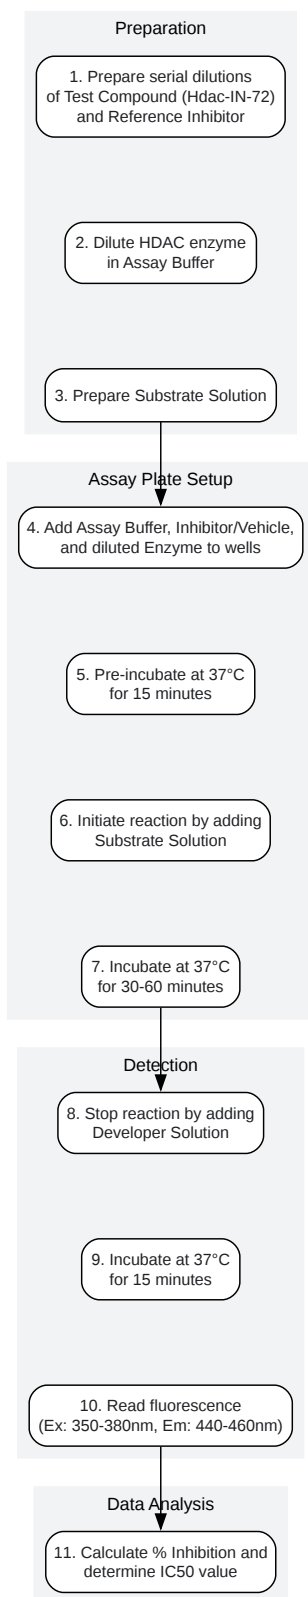 Preparation
1. Prepare serial dilutions
of Test Compound (Hdac-IN-72)
and Reference Inhibitor
2. Dilute HDAC enzyme
in Assay Buffer
3. Prepare Substrate Solution
Assay Plate Setup
4. Add Assay Buffer, Inhibitor/Vehicle,
and diluted Enzyme to wells
5. Pre-incubate at 37°C
for 15 minutes
6. Initiate reaction by adding
Substrate Solution
7. Incubate at 37°C
for 30-60 minutes
Detection
8. Stop reaction by adding
Developer Solution
9. Incubate at 37°C
for 15 minutes
10. Read fluorescence
(Ex: 350-380nm, Em: 440-460nm)
Data Analysis
11. Calculate % Inhibition and
determine IC50 value